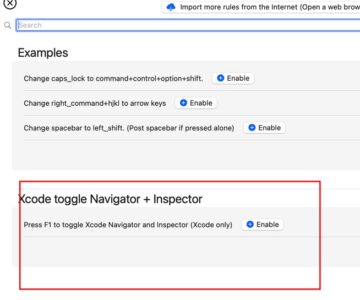 Import more rules from the Internet (Open a web brow
Search
Examples
Change caps_lock to command+control+option+shift. Enable
Change right_command+hjkl to arrow keys Enable
Change spacebar to left_shift. (Post spacebar if pressed alone) Enable
Xcode toggle Navigator + Inspector
Press F1 to toggle Xcode Navigator and Inspector (Xcode only) Enable